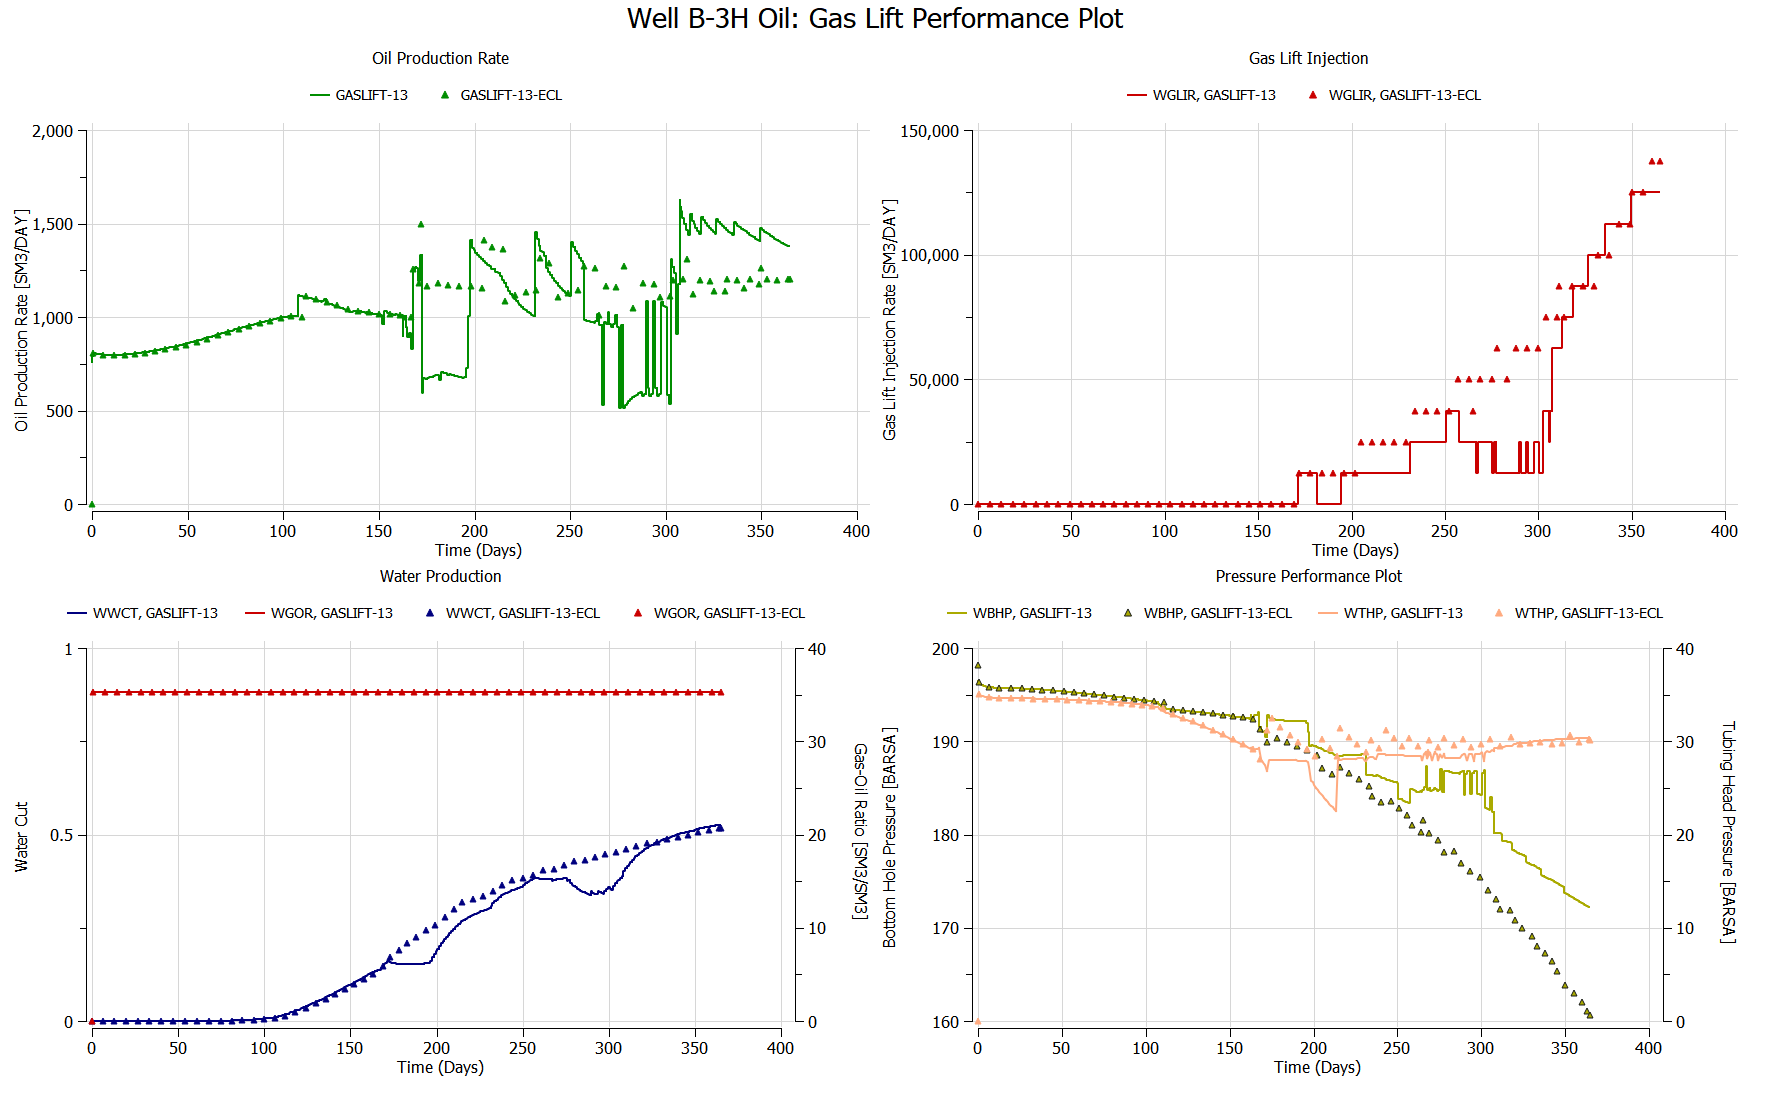 Well B-3H Oil: Gas Lift Performance Plot
Oil Production Rate
GASLIFT-13 GASLIFT-13-ECL
Oil Production Rate [SM3/DAY]
2,000
1,500
1,000
500
0
0 50 100 150 200 250 300 350 400
Time (Days)
Gas Lift Injection
WGLIR, GASLIFT-13 WGLIR, GASLIFT-13-ECL
Gas Lift Injection Rate [SM3/DAY]
150,000
100,000
50,000
0
0 50 100 150 200 250 300 350 400
Time (Days)
Water Production
WWCT, GASLIFT-13 WGOR, GASLIFT-13 WWCT, GASLIFT-13-ECL WGOR, GASLIFT-13-ECL
Water Cut
1
0.5
0
40
30
20
10
0
Gas-Oil Ratio [SM3/SM3]
0 50 100 150 200 250 300 350 400
Time (Days)
Pressure Performance Plot
WBHP, GASLIFT-13 WBHP, GASLIFT-13-ECL WTHP, GASLIFT-13 WTHP, GASLIFT-13-ECL
Bottom Hole Pressure [BARSA]
200
190
180
170
160
40
30
20
10
0
Tubing Head Pressure [BARSA]
0 50 100 150 200 250 300 350 400
Time (Days)